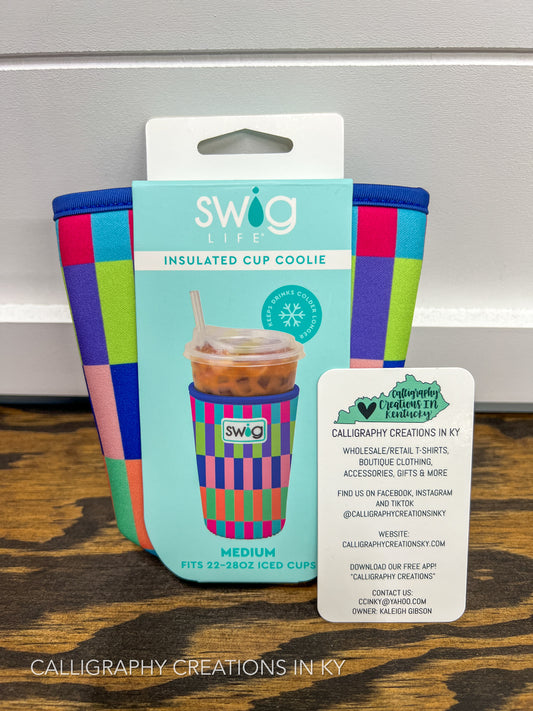 swig
LIFE
INSULATED CUP COOLIE
KEEPS DRINKS COLDER LONGER
swig
MEDIUM
FITS 22-28OZ ICED CUPS
Calligraphy
Creations IN
Kentucky
CALLIGRAPHY CREATIONS IN KY
WHOLESALE/RETAIL T-SHIRTS,
BOUTIQUE CLOTHING,
ACCESSORIES, GIFTS & MORE
FIND US ON FACEBOOK, INSTAGRAM
AND TIKTOK
@CALLIGRAPHYCREATIONSINKY
WEBSITE:
CALLIGRAPHYCREATIONSKY.COM
DOWNLOAD OUR FREE APP!
"CALLIGRAPHY CREATIONS"
CONTACT US:
CCINKY@YAHOO.COM
OWNER: KALEIGH GIBSON
CALLIGRAPHY CREATIONS IN KY